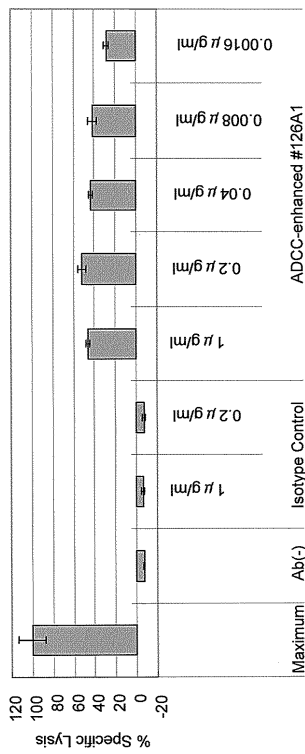 % Specific Lysis
120
100
80
60
40
20
0
-20
Maximum
Ab(-)
1 μg/ml
0.2 μg/ml
Isotype Control
1 μg/ml
0.2 μg/ml
0.04 μg/ml
0.008 μg/ml
0.0016 μg/ml
ADCC-enhanced #126A1